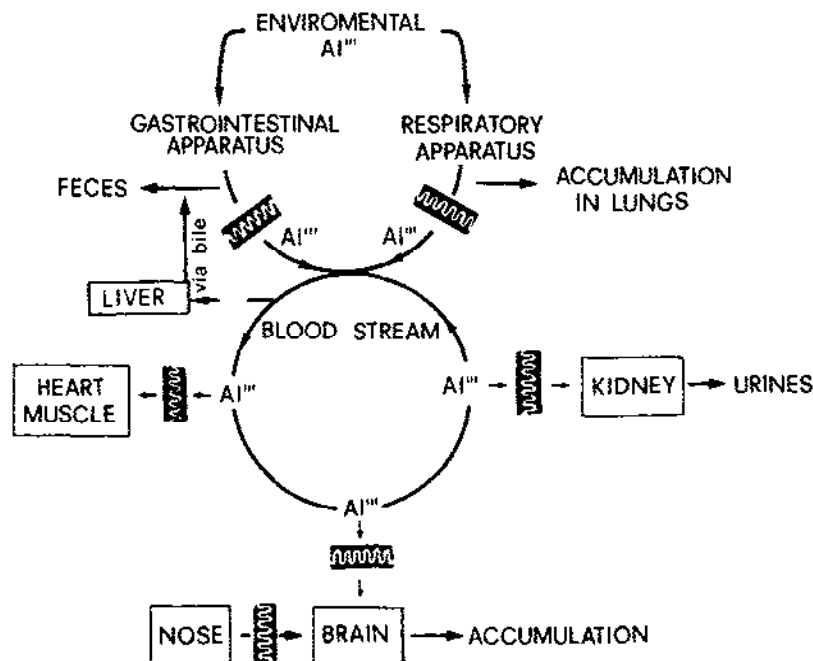 ENVIROMENTAL
Al'''
GASTROINTESTINAL
APPARATUS
RESPIRATORY
APPARATUS
FECES
ACCUMULATION
IN LUNGS
via bile
Al'''
Al'''
LIVER
BLOOD STREAM
HEART
MUSCLE
Al'''
Al'''
KIDNEY
URINES
Al'''
NOSE
BRAIN
ACCUMULATION